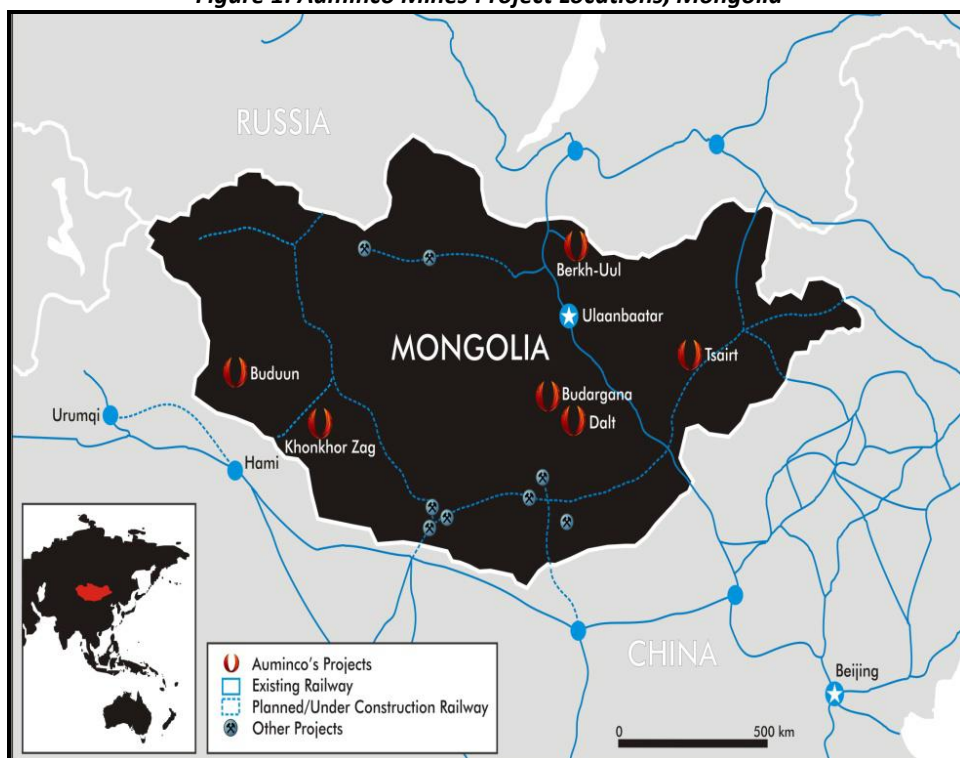 Figure 1: Auminco Mines Project Locations, Mongolia
RUSSIA
Berkh-Uul
Ulaanbaatar
MONGOLIA
Tsairt
Buduun
Budargana
Dalt
Urumqi
Khonkhor Zag
Hami
CHINA
Beijing
Auminco's Projects
Existing Railway
Planned/Under Construction Railway
Other Projects
0 500 km